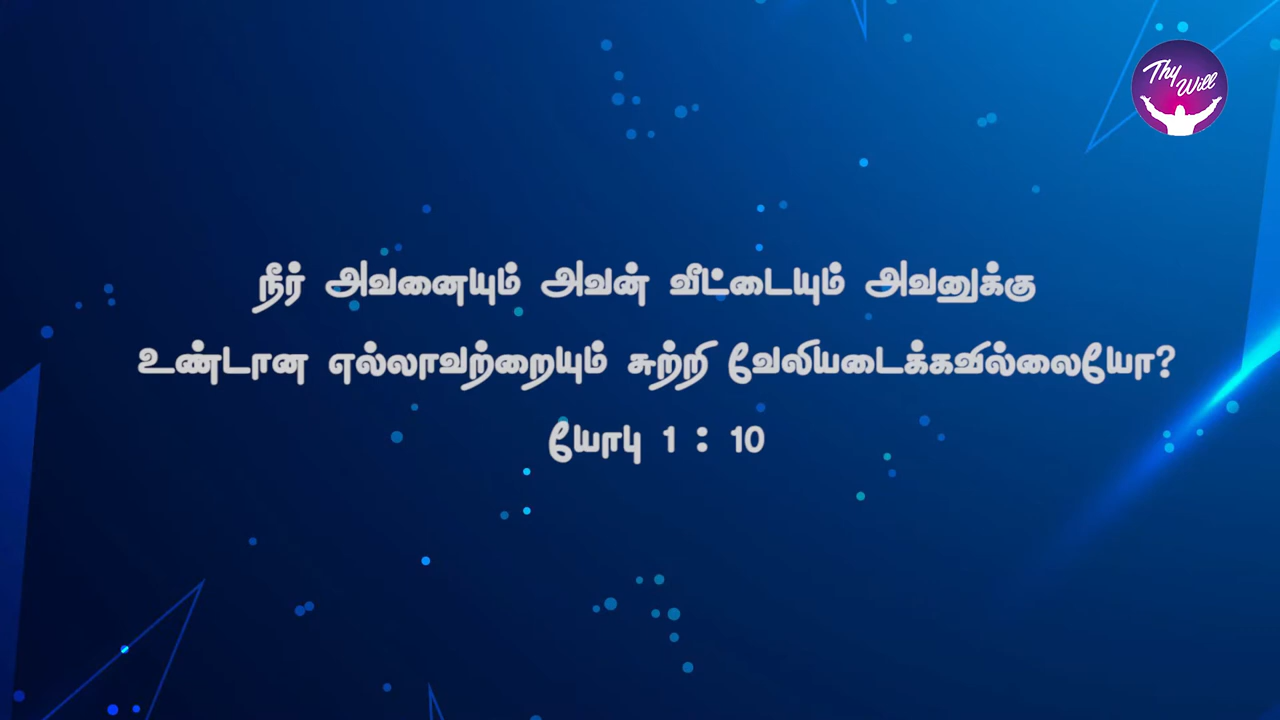 Thy Will
நீர் அவனையும் அவன் வீட்டையும் அவனுக்கு
உண்டான எல்லாவற்றையும் சுற்றி வேலியடைக்கவில்லையோ?
யோபு 1 : 10